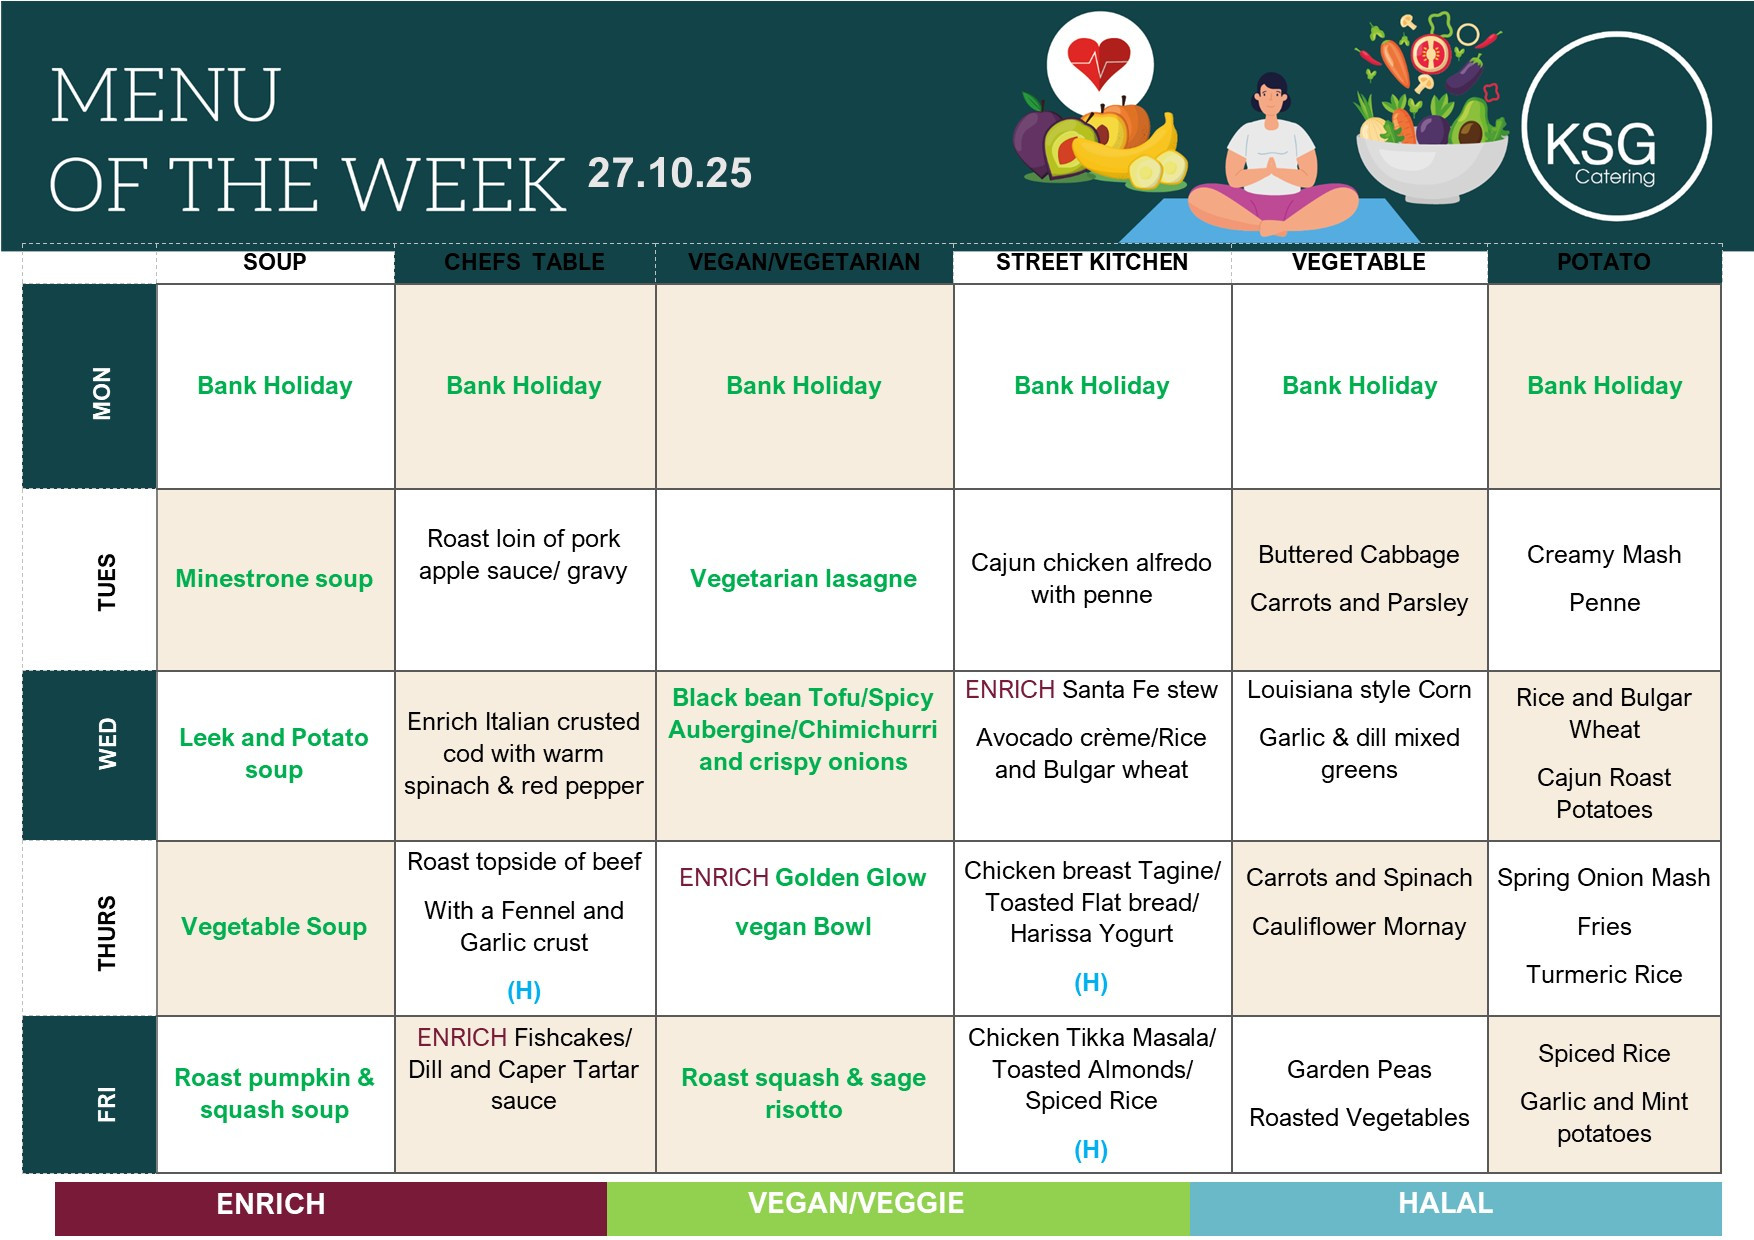 MENU
OF THE WEEK 27.10.25
KSG
Catering
SOUP
CHEFS TABLE
VEGAN/VEGETARIAN
STREET KITCHEN
VEGETABLE
POTATO
MON
Bank Holiday
Bank Holiday
Bank Holiday
Bank Holiday
Bank Holiday
Bank Holiday
TUES
Minestrone soup
Roast loin of pork
apple sauce/ gravy
Vegetarian lasagne
Cajun chicken alfredo
with penne
Buttered Cabbage
Carrots and Parsley
Creamy Mash
Penne
WED
Leek and Potato
soup
Enrich Italian crusted
cod with warm
spinach & red pepper
Black bean Tofu/Spicy
Aubergine/Chimichurri
and crispy onions
ENRICH Santa Fe stew
Avocado crème/Rice
and Bulgar wheat
Louisiana style Corn
Garlic & dill mixed
greens
Rice and Bulgar
Wheat
Cajun Roast
Potatoes
THURS
Vegetable Soup
Roast topside of beef
With a Fennel and
Garlic crust
(H)
ENRICH Golden Glow
vegan Bowl
Chicken breast Tagine/
Toasted Flat bread/
Harissa Yogurt
(H)
Carrots and Spinach
Cauliflower Mornay
Spring Onion Mash
Fries
Turmeric Rice
FRI
Roast pumpkin &
squash soup
ENRICH Fishcakes/
Dill and Caper Tartar
sauce
Roast squash & sage
risotto
Chicken Tikka Masala/
Toasted Almonds/
Spiced Rice
(H)
Garden Peas
Roasted Vegetables
Spiced Rice
Garlic and Mint
potatoes
ENRICH
VEGAN/VEGGIE
HALAL